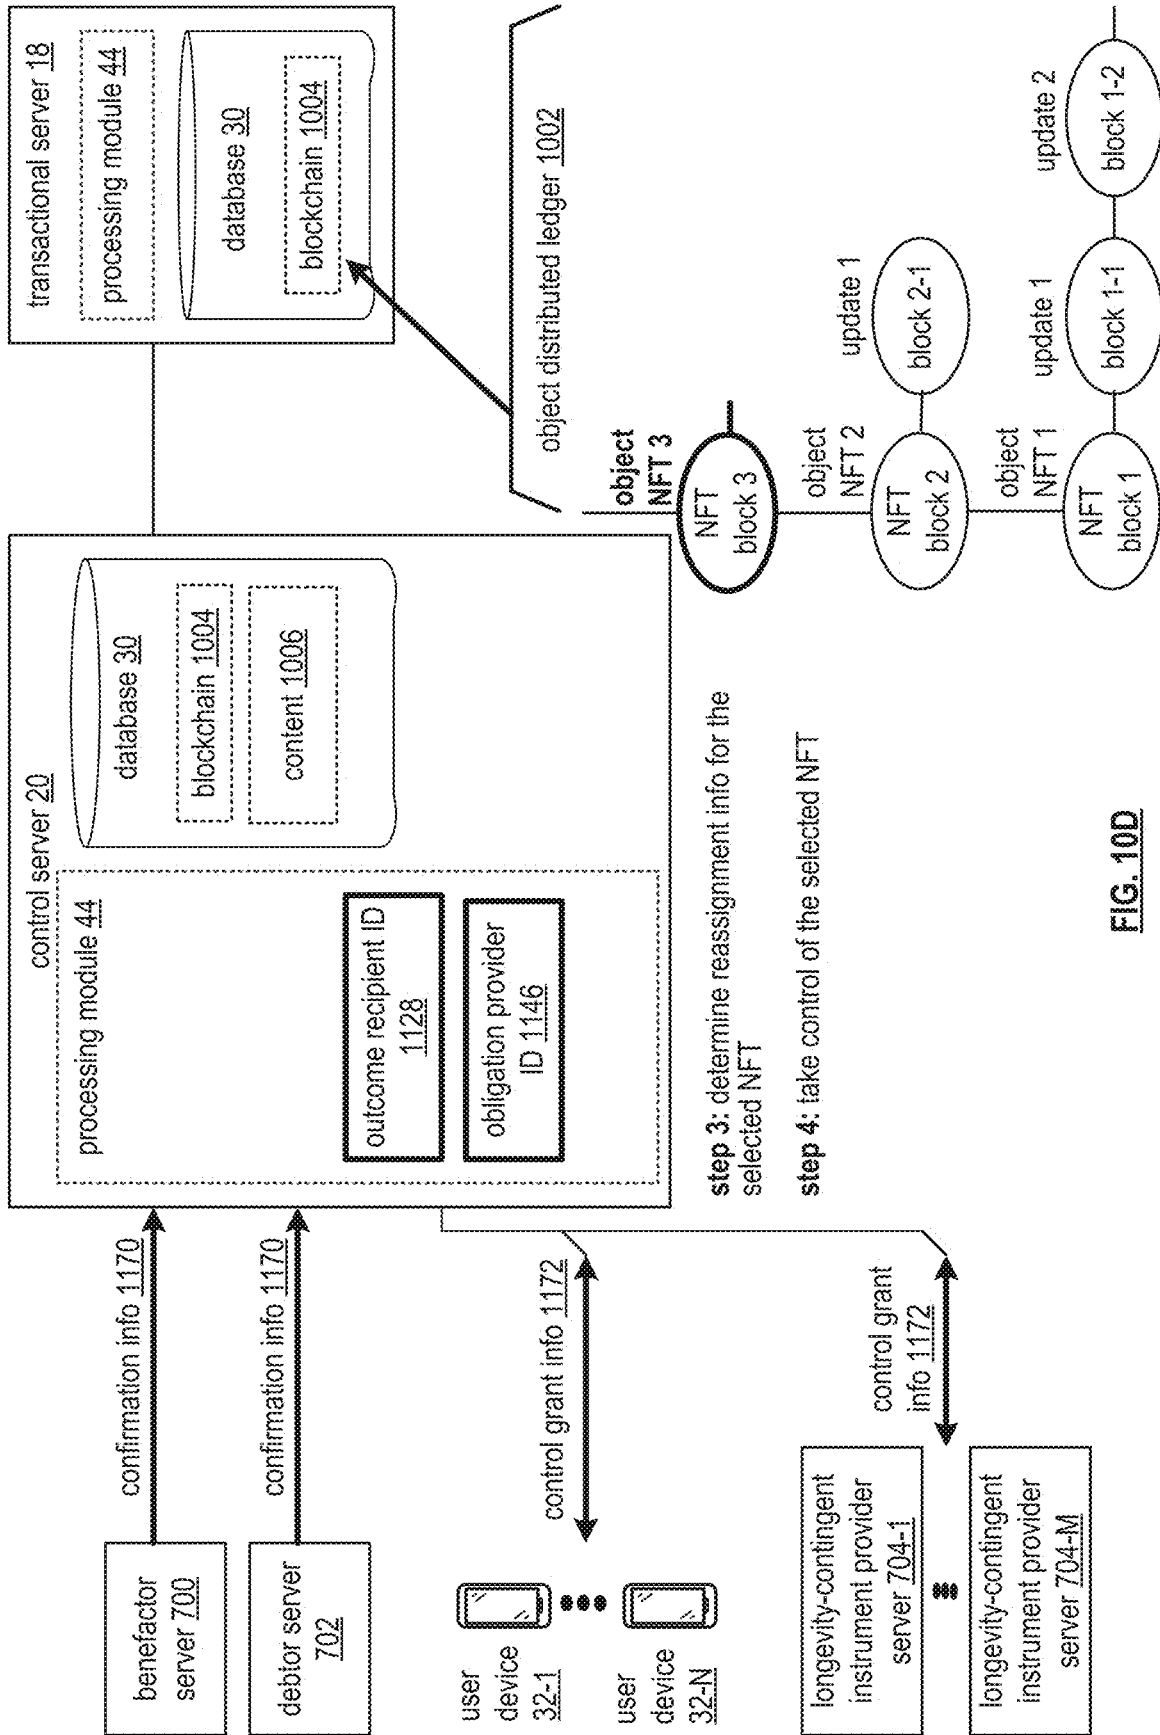 benefactor
server 700
debtor server
702
user
device
32-1
user
device
32-N
longevity-contingent
instrument provider
server 704-1
longevity-contingent
instrument provider
server 704-M
confirmation info 1170
confirmation info 1170
control grant info 1172
control grant
info 1172
control server 20
processing module 44
outcome recipient ID
1128
obligation provider
ID 1146
database 30
blockchain 1004
content 1006
step 3: determine reassignment info for the
selected NFT
step 4: take control of the selected NFT
transactional server 18
processing module 44
database 30
blockchain 1004
object distributed ledger 1002
object
NFT 3
NFT
block 3
object
NFT 2
NFT
block 2
update 1
block 2-1
object
NFT 1
NFT
block 1
update 1
block 1-1
update 2
block 1-2
FIG. 10D